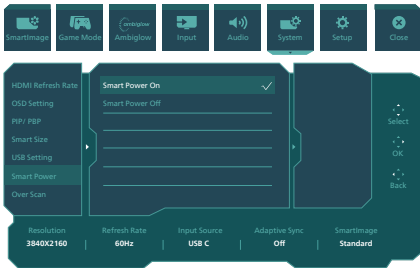 ambiglow
SmartImage
Game Mode
Ambiglow
Input
Audio
System
Setup
Close
HDMI Refresh Rate
OSD Setting
PIP/ PBP
Smart Size
USB Setting
Smart Power
Over Scan
Smart Power On
Smart Power Off
Select
OK
Back
Resolution
Refresh Rate
Input Source
Adaptive Sync
SmartImage
3840X2160
60Hz
USB C
Off
Standard